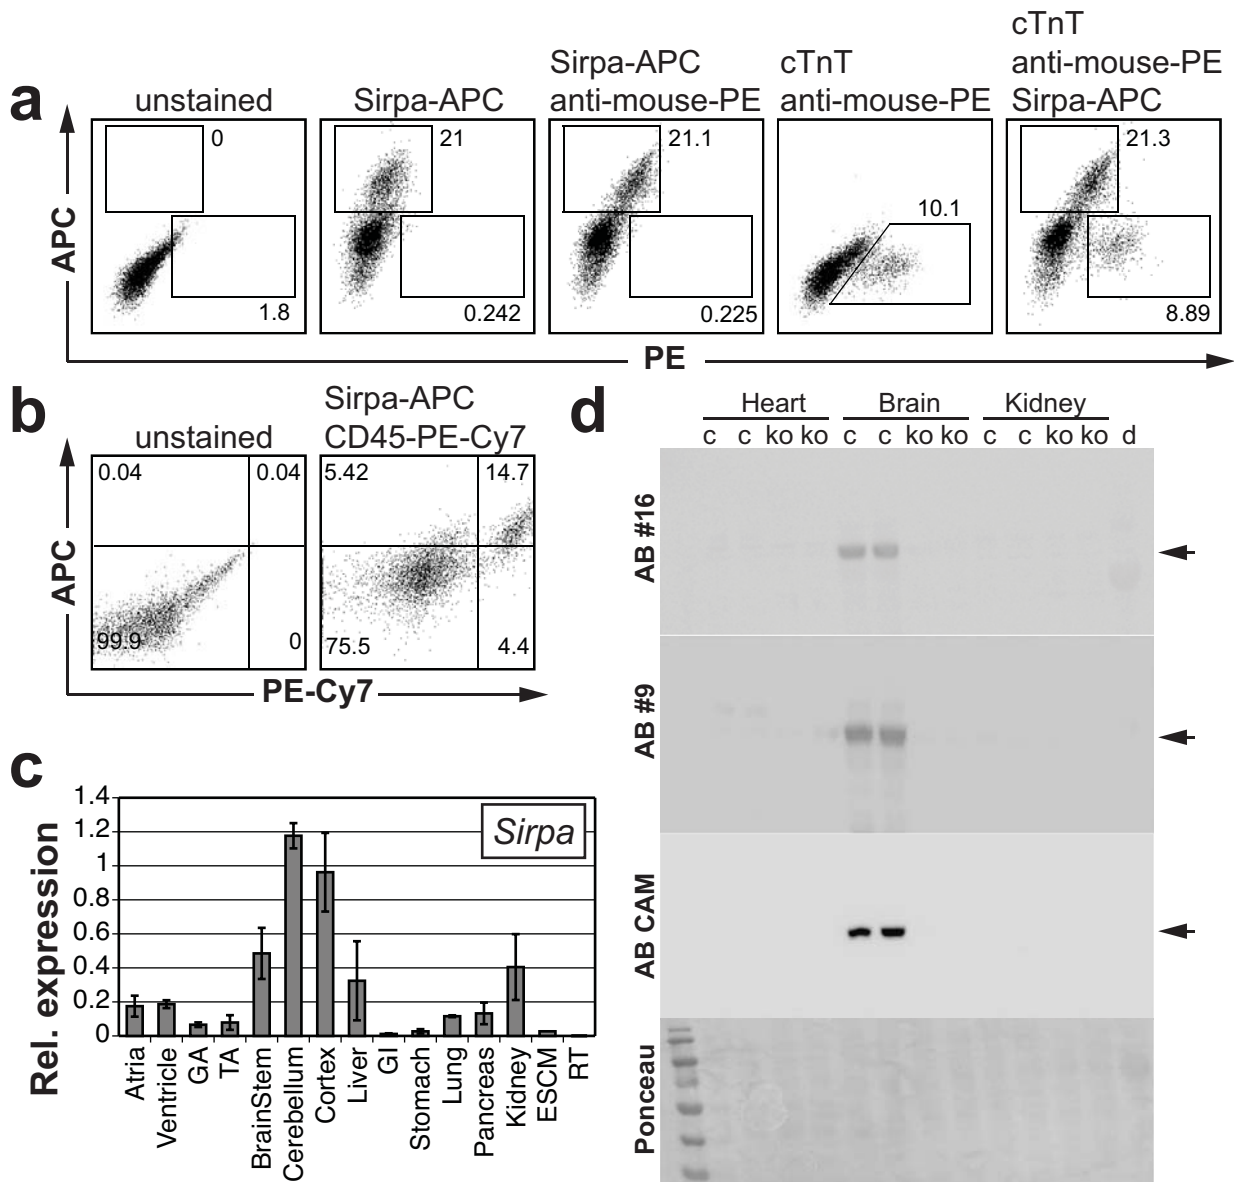 a
unstained
Sirpa-APC
Sirpa-APC
anti-mouse-PE
cTnT
anti-mouse-PE
cTnT
anti-mouse-PE
Sirpa-APC
0
1.8
21
0.242
21.1
0.225
10.1
21.3
8.89
APC
PE
b
unstained
Sirpa-APC
CD45-PE-Cy7
0.04
0.04
99.9
0
5.42
14.7
75.5
4.4
APC
PE-Cy7
c
Rel. expression
1.4
1.2
1
0.8
0.6
0.4
0.2
0
Sirpa
Atria
Ventricle
GA
TA
BrainStem
Cerebellum
Cortex
Liver
GI
Stomach
Lung
Pancreas
Kidney
ESCM
RT
d
Heart Brain Kidney
c c ko ko c c ko ko c c ko ko d
AB #16
AB #9
AB CAM
Ponceau